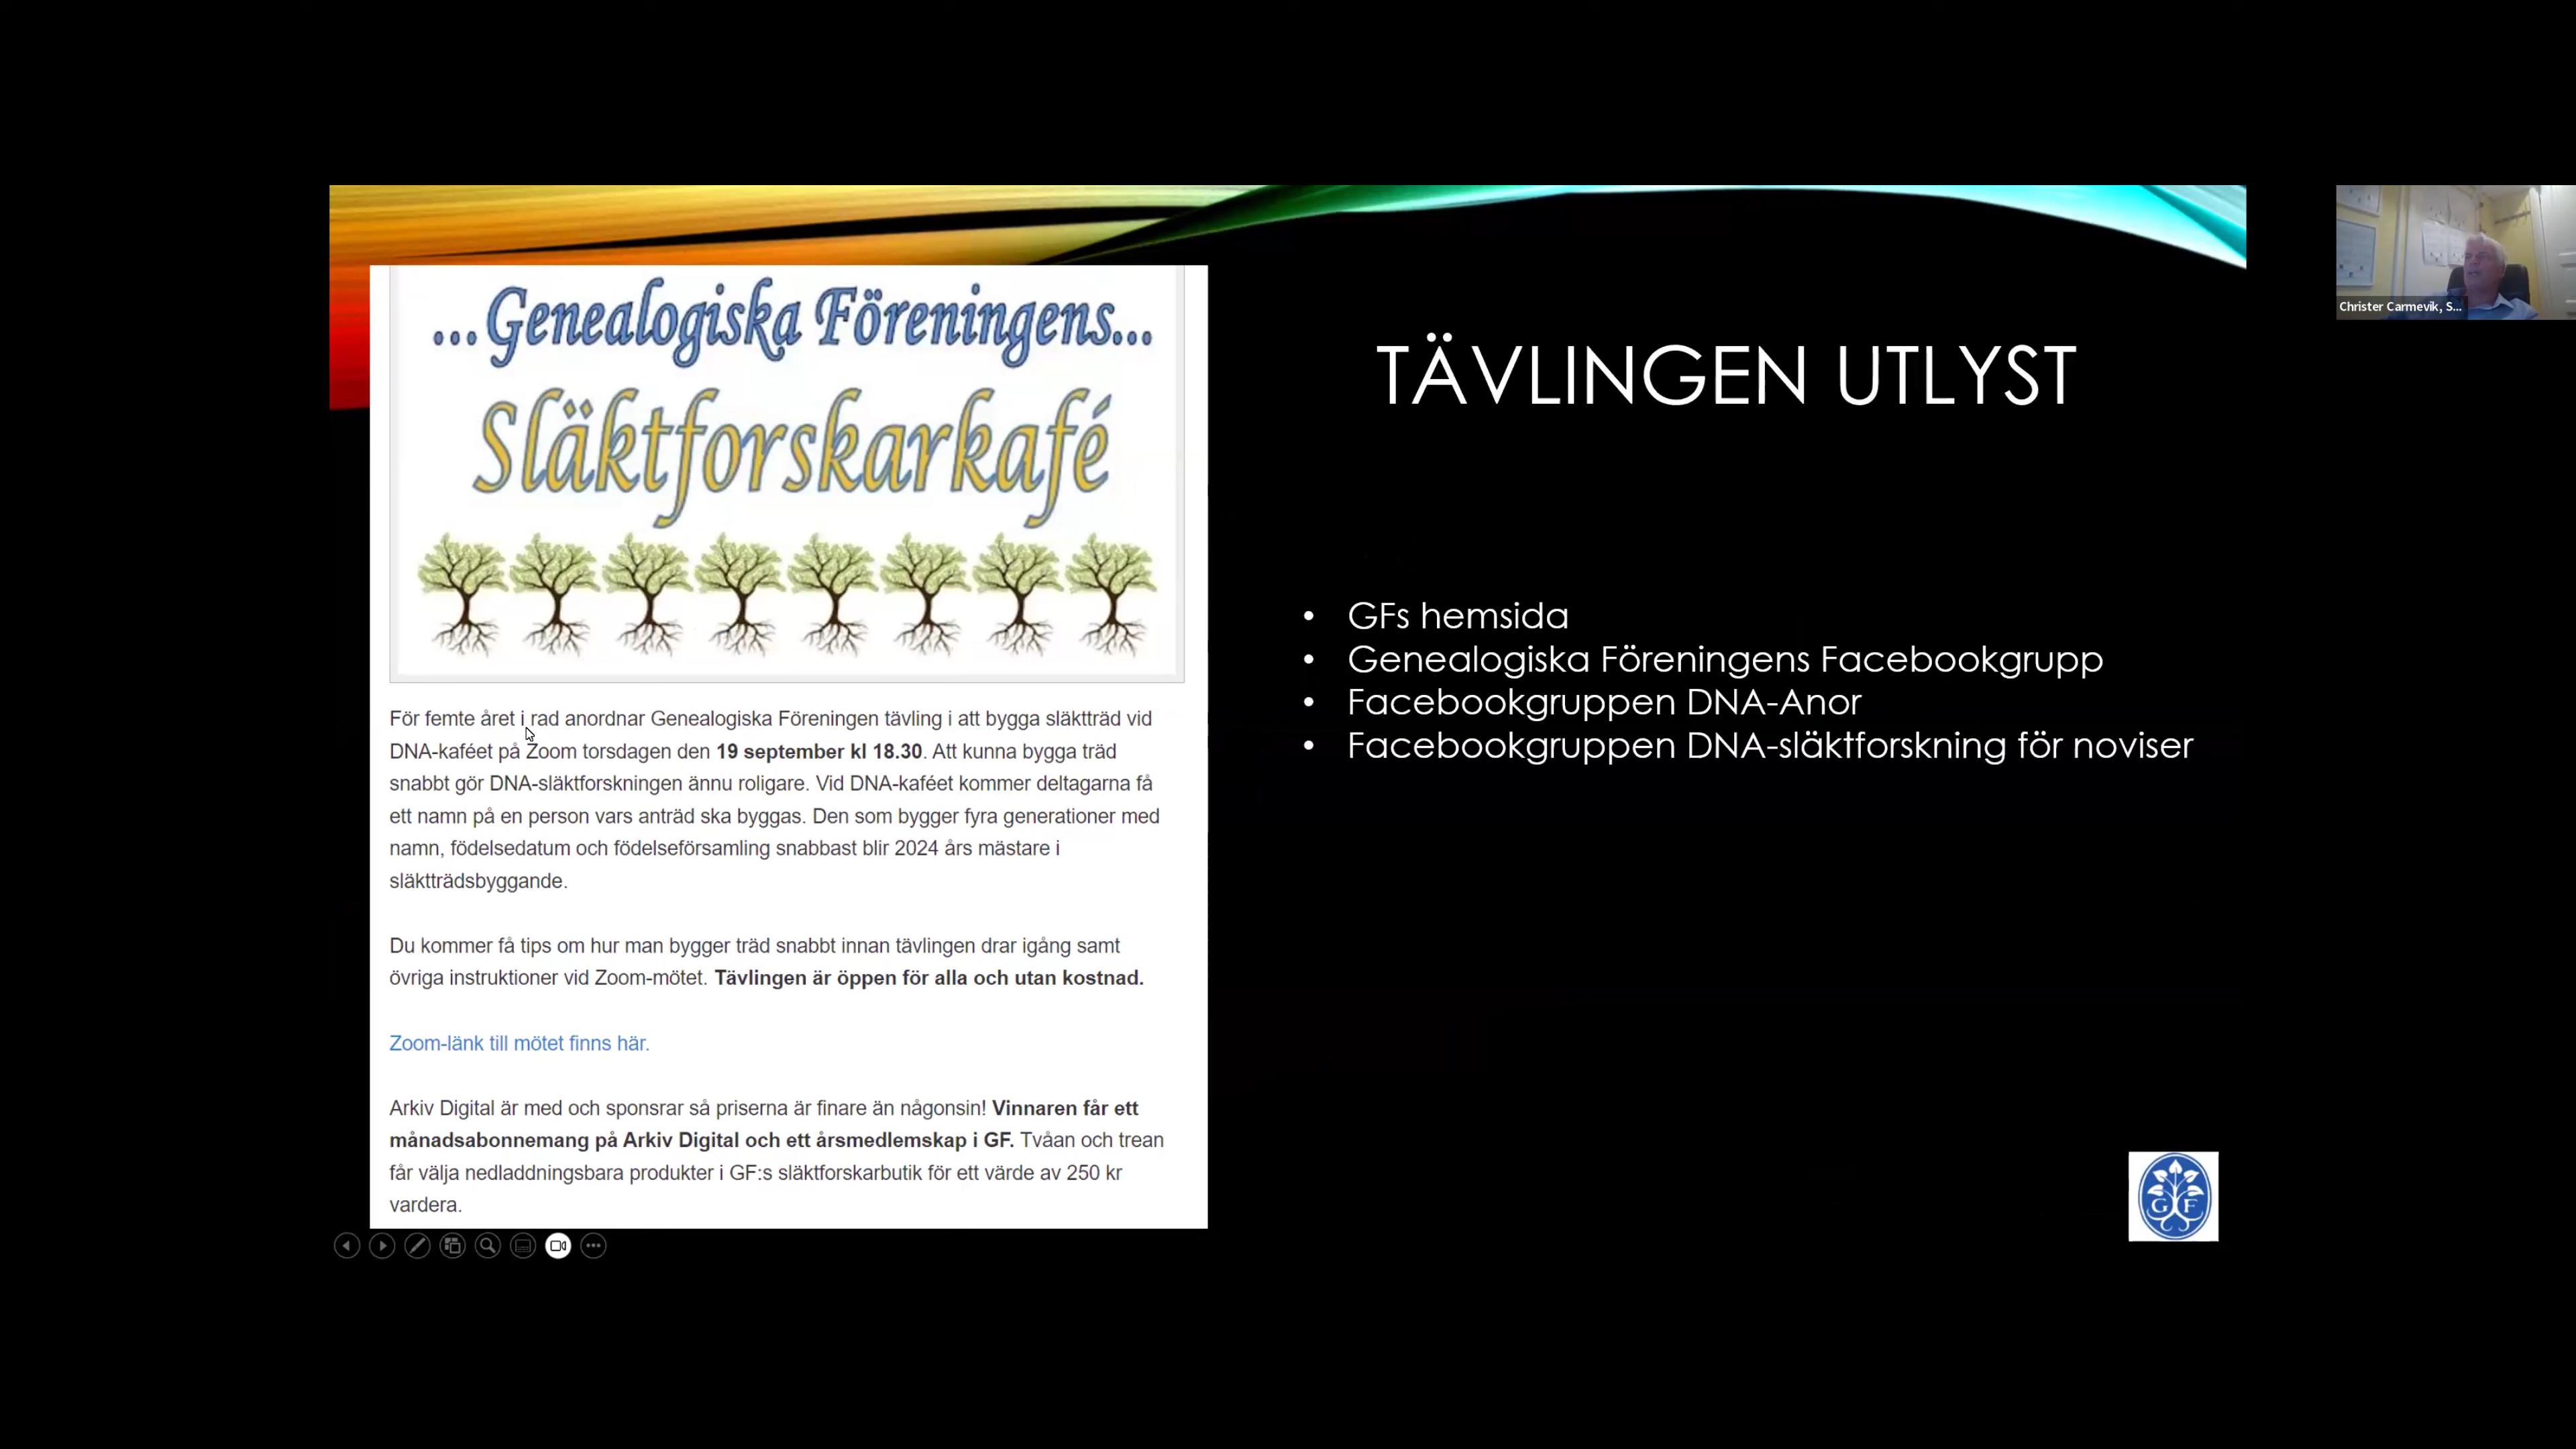 ...Genealogiska Föreningens...
Släktforskarkafé
För femte året i rad anordnar Genealogiska Föreningen tävling i att bygga släktträd vid
DNA-kaféet på Zoom torsdagen den 19 september kl 18.30. Att kunna bygga träd
snabbt gör DNA-släktforskningen ännu roligare. Vid DNA-kaféet kommer deltagarna få
ett namn på en person vars anträd ska byggas. Den som bygger fyra generationer med
namn, födelsedatum och födelseförsamling snabbast blir 2024 års mästare i
släktträdsbyggande.
Du kommer få tips om hur man bygger träd snabbt innan tävlingen drar igång samt
övriga instruktioner vid Zoom-mötet. Tävlingen är öppen för alla och utan kostnad.
Zoom-länk till mötet finns här.
Arkiv Digital är med och sponsrar så priserna är finare än någonsin! Vinnaren får ett
månadsabonnemang på Arkiv Digital och ett årsmedlemskap i GF. Tvåan och trean
får välja nedladdningsbara produkter i GF:s släktforskarbutik för ett värde av 250 kr
vardera.
TÄVLINGEN UTLYST
• GFs hemsida
• Genealogiska Föreningens Facebookgrupp
• Facebookgruppen DNA-Anor
• Facebookgruppen DNA-släktforskning för noviser
G F
Christer Carmevik, S...